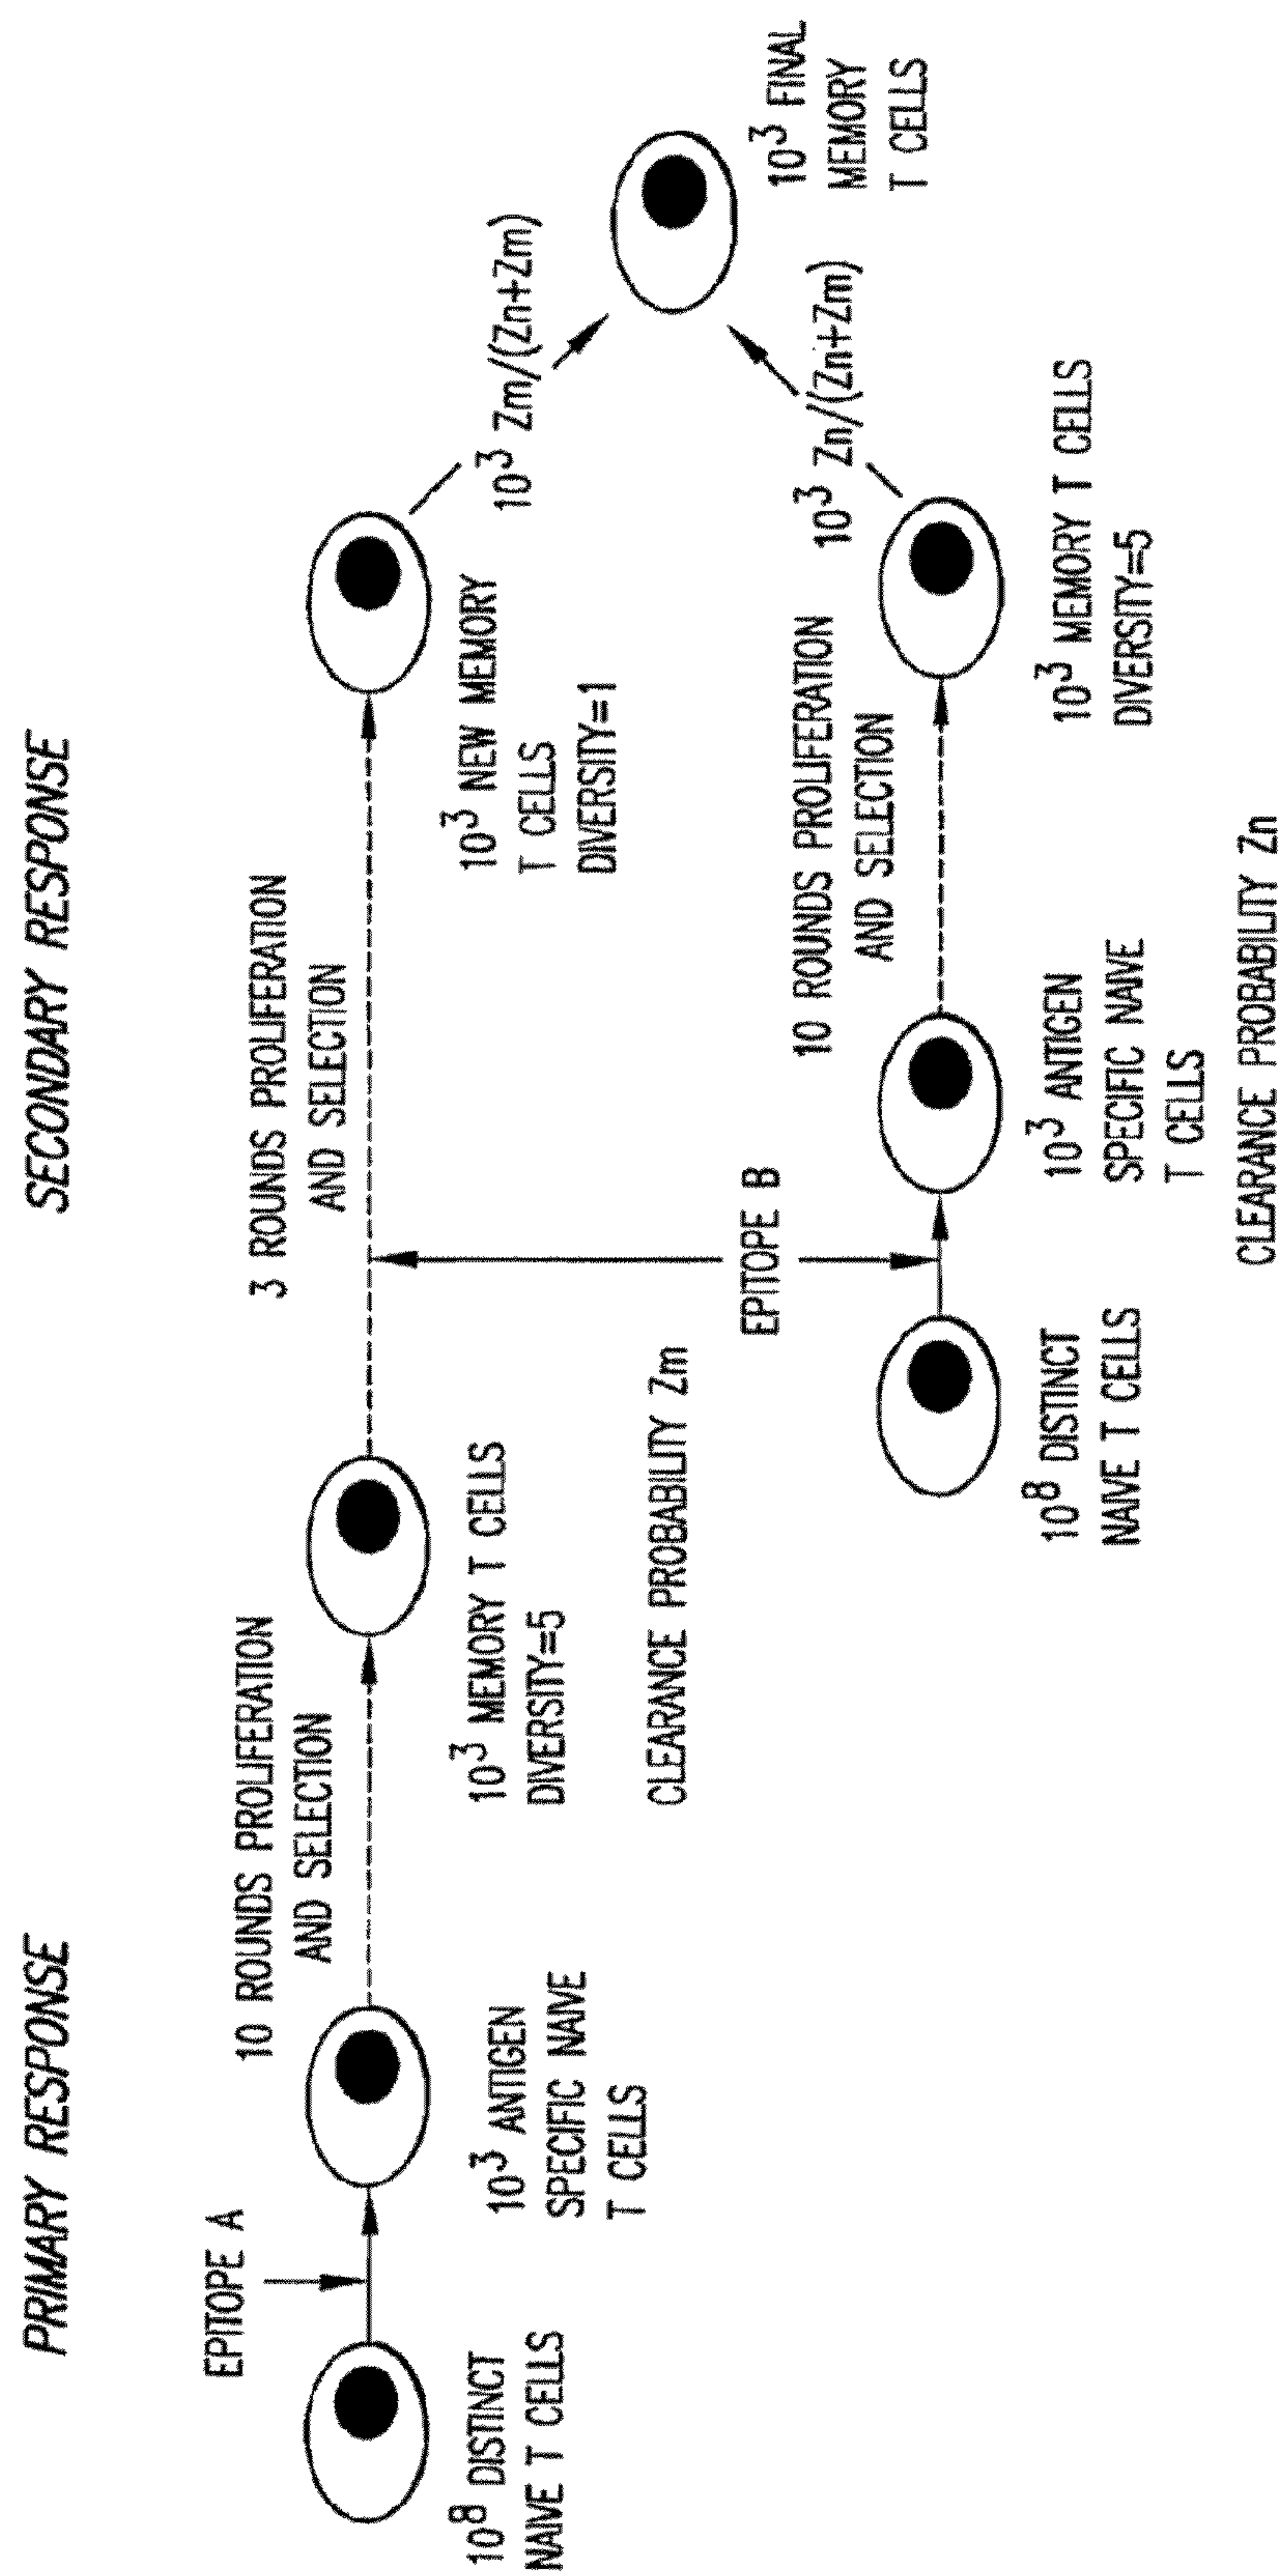 PRIMARY RESPONSE
SECONDARY RESPONSE
EPITOPE A
10 ROUNDS PROLIFERATION
AND SELECTION
3 ROUNDS PROLIFERATION
AND SELECTION
10⁸ DISTINCT
NAIVE T CELLS
10³ ANTIGEN
SPECIFIC NAIVE
T CELLS
10³ MEMORY T CELLS
DIVERSITY=5
CLEARANCE PROBABILITY Zm
10³ NEW MEMORY
T CELLS
DIVERSITY=1
10³ Zm/(Zn+Zm)
EPITOPE B
10³ FINAL
MEMORY
T CELLS
10³ Zn/(Zn+Zm)
10 ROUNDS PROLIFERATION
AND SELECTION
10⁸ DISTINCT
NAIVE T CELLS
10³ ANTIGEN
SPECIFIC NAIVE
T CELLS
10³ MEMORY T CELLS
DIVERSITY=5
CLEARANCE PROBABILITY Zn